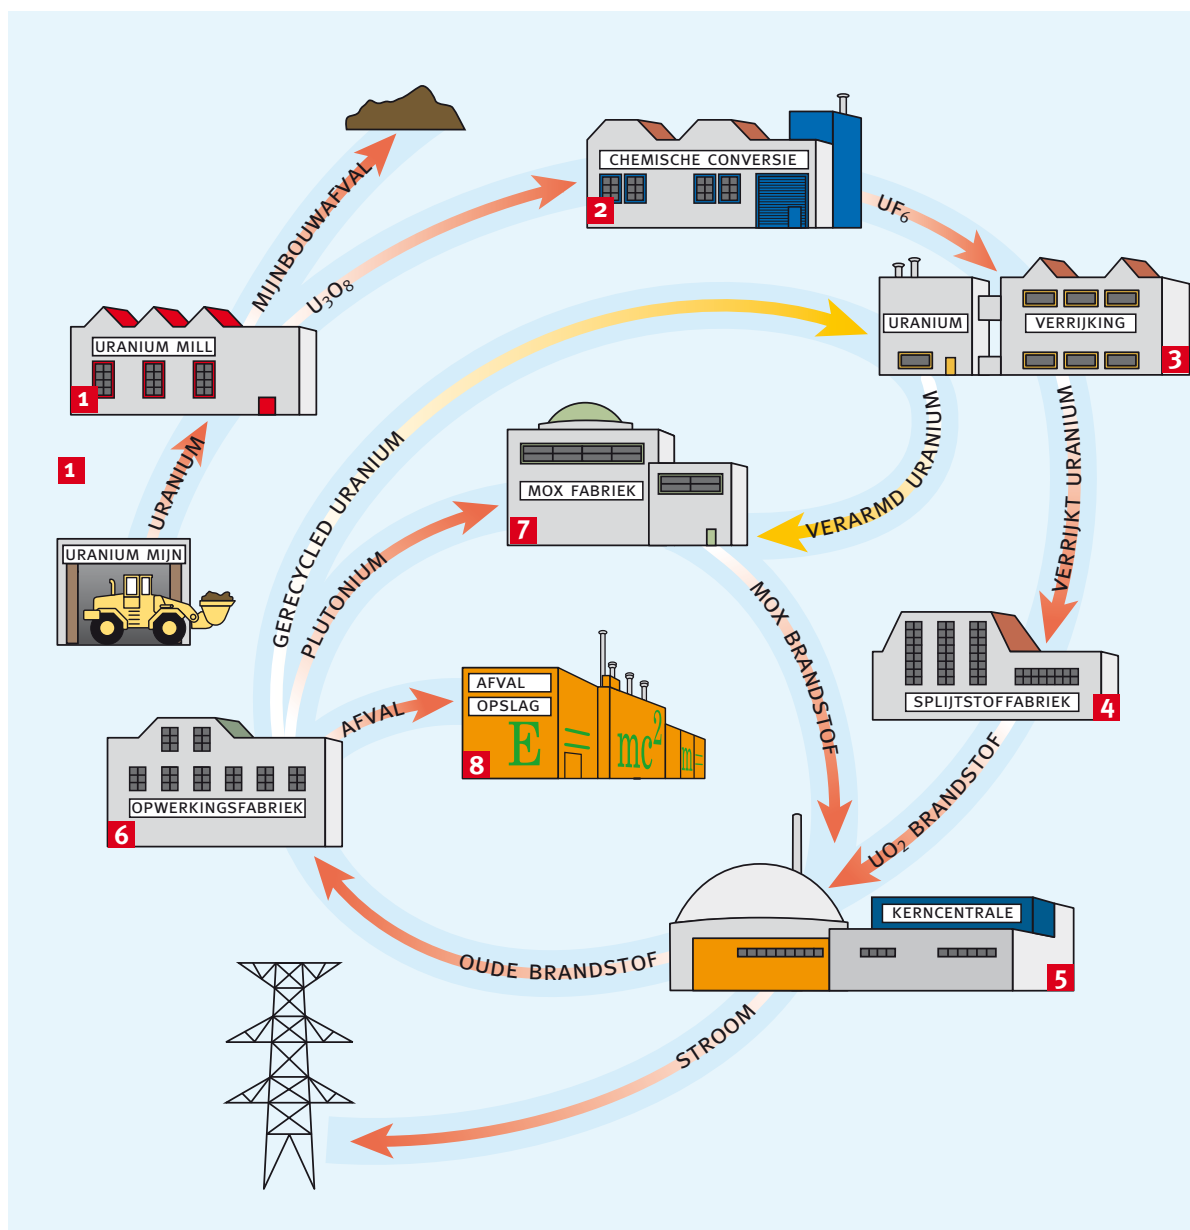 MIJNBOUWAFVAL
CHEMISCHE CONVERSIE
2
U₃O₈
UF₆
URANIUM MILL
1
URANIUM
VERRIJKING
3
1
URANIUM
URANIUM MIJN
GERECYCLED URANIUM
PLUTONIUM
MOX FABRIEK
7
VERARMD URANIUM
VERRIJKT URANIUM
MOX BRANDSTOF
AFVAL
AFVAL
OPSLAG
E = mc² m=
8
SPLIJTSTOFFABRIEK
4
OPWERKINGSFABRIEK
6
UO₂ BRANDSTOF
KERNCENTRALE
5
OUDE BRANDSTOF
STROOM